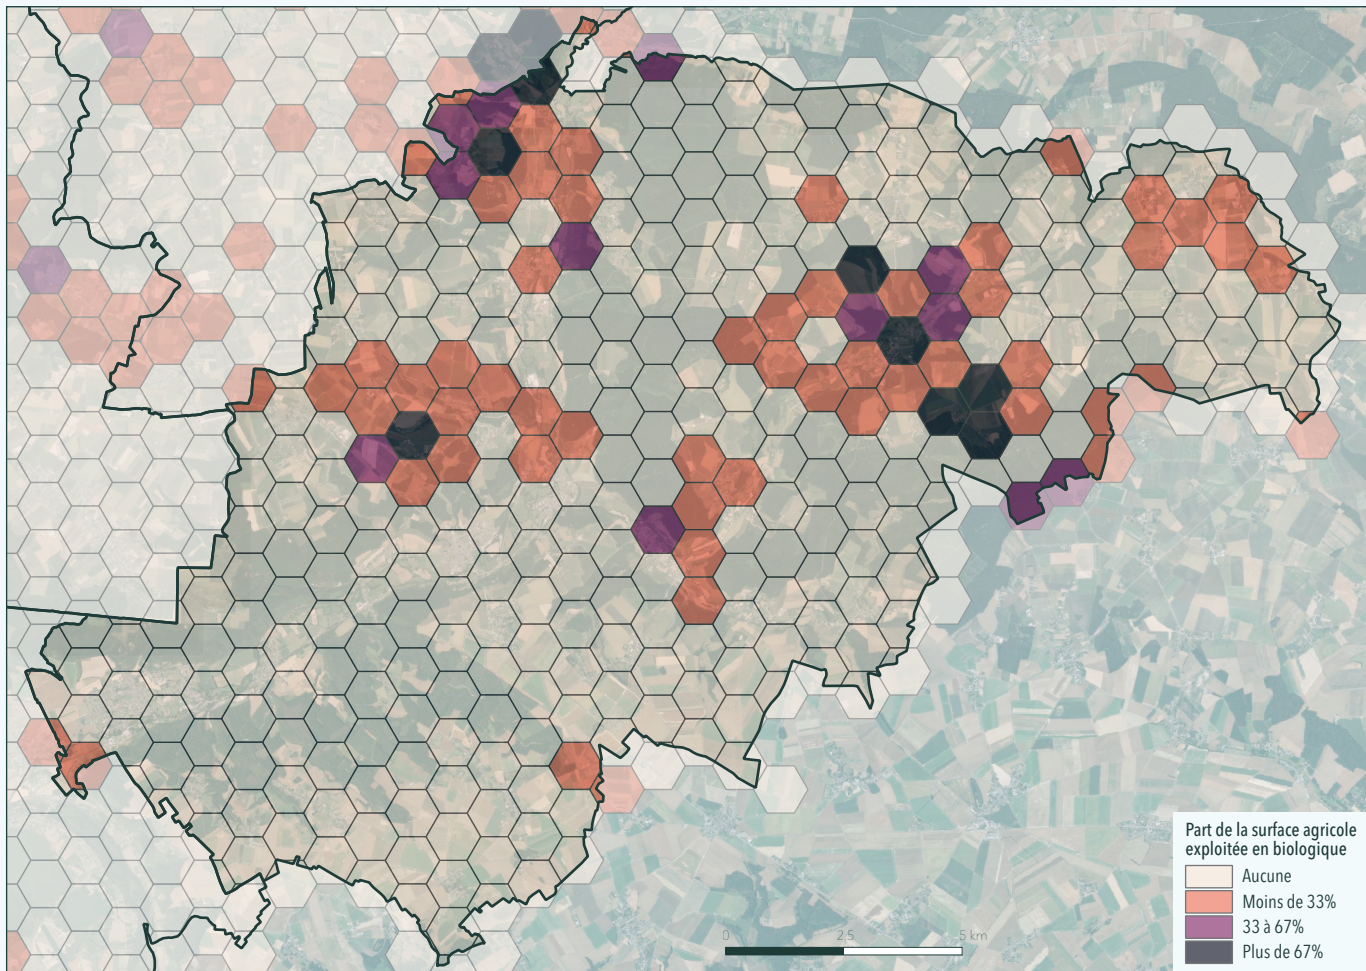 Part de la surface agricole
exploitée en biologique
Aucune
Moins de 33%
33 à 67%
Plus de 67%
0 2,5 5 km